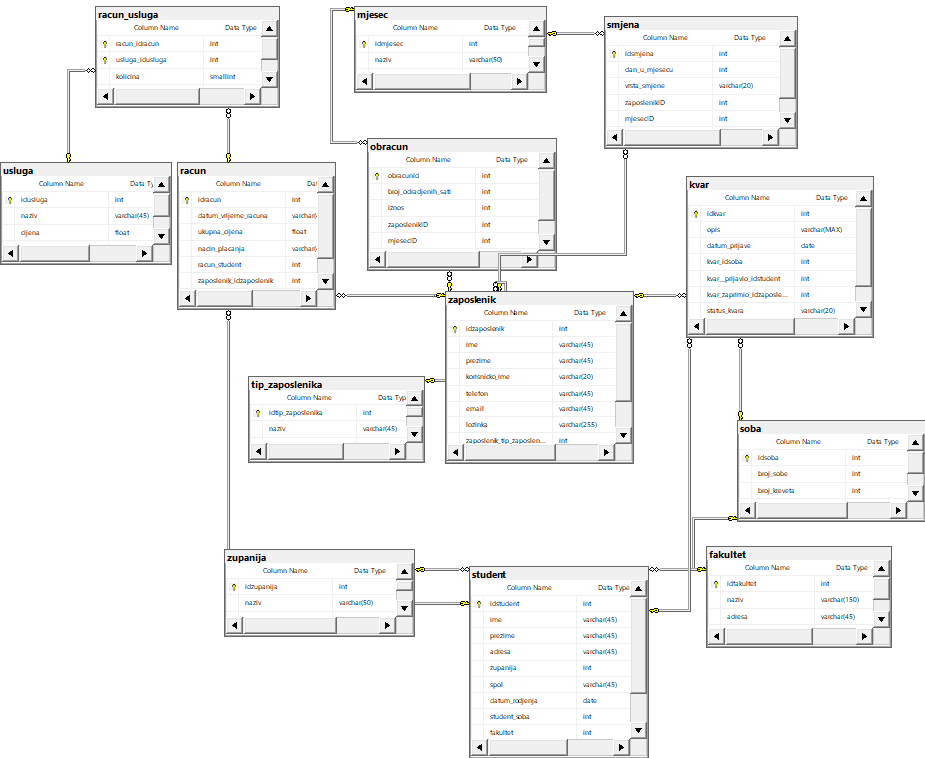 racun_usluga
Column Name Data Type
racun_idracun int
usluga_idusluga int
kolicina smallint
mjesec
Column Name Data Type
idmjesec int
naziv varchar(50)
smjena
Column Name Data Type
idsmjena int
dan_u_mjesecu int
vrsta_smjene varchar(20)
zaposlenikID int
mjesecID int
usluga
Column Name Data Ty
idusluga int
naziv varchar(45)
cijena float
racun
Column Name Dat
idracun int
datum_vrijeme_racuna varchar(
ukupna_cijena float
nacin_placanja varchar(
racun_student int
zaposlenik_idzaposlenik int
obracun
Column Name Data Type
obracunid int
broj_odradjenih_sati int
iznos int
zaposlenikID int
mjesecID int
kvar
Column Name Data Type
idkvar int
opis varchar(MAX)
datum_prijave date
kvar_idsoba int
kvar__prijavio_idstudent int
kvar_zaprimio_idzaposle... int
status_kvara varchar(20)
zaposlenik
Column Name Data Type
idzaposlenik int
ime varchar(45)
prezime varchar(45)
korisnicko_ime varchar(20)
telefon varchar(45)
email varchar(45)
lozinka varchar(255)
zaposlenik_tip_zaposlen... int
tip_zaposlenika
Column Name Data Typ
idtip_zaposlenika int
naziv varchar(45)
soba
Column Name Data Type
idsoba int
broj_sobe int
broj_kreveta int
zupanija
Column Name Data Type
idzupanija int
naziv varchar(50)
student
Column Name Data Type
idstudent int
ime varchar(45)
prezime varchar(45)
adresa varchar(45)
zupanija int
spol varchar(45)
datum_rodjenja date
student_soba int
fakultet int
fakultet
Column Name Data Type
idfakultet int
naziv varchar(150)
adresa varchar(45)